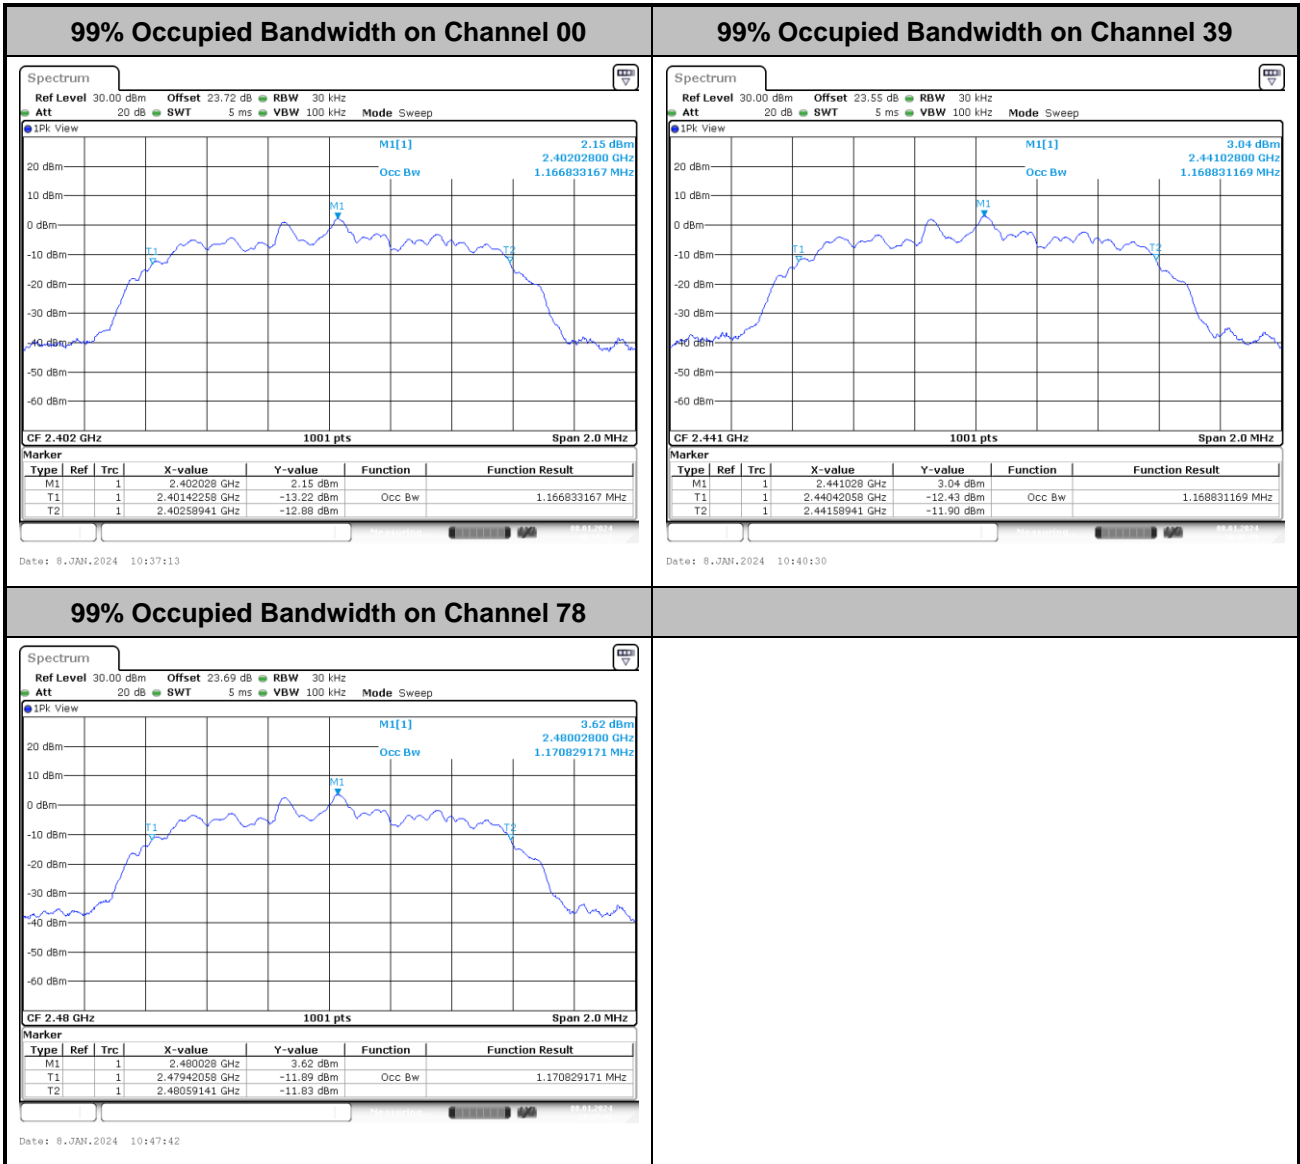 99% Occupied Bandwidth on Channel 00
Spectrum
Ref Level 30.00 dBm Offset 23.72 dB RBW 30 kHz
Att 20 dB SWT 5 ms VBW 100 kHz Mode Sweep
1Pk View
M1[1] 2.15 dBm
2.40202800 GHz
Occ Bw 1.166833167 MHz
20 dBm
10 dBm
M1
0 dBm
T1
T2
-10 dBm
-20 dBm
-30 dBm
-40 dBm
-50 dBm
-60 dBm
CF 2.402 GHz 1001 pts Span 2.0 MHz
Marker
Type Ref Trc X-value Y-value Function Function Result
M1 1 2.402028 GHz 2.15 dBm
T1 1 2.40142258 GHz -13.22 dBm Occ Bw 1.166833167 MHz
T2 1 2.40258941 GHz -12.88 dBm
Date: 8.JAN.2024 10:37:13
99% Occupied Bandwidth on Channel 39
Spectrum
Ref Level 30.00 dBm Offset 23.55 dB RBW 30 kHz
Att 20 dB SWT 5 ms VBW 100 kHz Mode Sweep
1Pk View
M1[1] 3.04 dBm
2.44102800 GHz
Occ Bw 1.168831169 MHz
20 dBm
10 dBm
M1
0 dBm
T1
T2
-10 dBm
-20 dBm
-30 dBm
-40 dBm
-50 dBm
-60 dBm
CF 2.441 GHz 1001 pts Span 2.0 MHz
Marker
Type Ref Trc X-value Y-value Function Function Result
M1 1 2.441028 GHz 3.04 dBm
T1 1 2.44042058 GHz -12.43 dBm Occ Bw 1.168831169 MHz
T2 1 2.44158941 GHz -11.90 dBm
Date: 8.JAN.2024 10:40:30
99% Occupied Bandwidth on Channel 78
Spectrum
Ref Level 30.00 dBm Offset 23.69 dB RBW 30 kHz
Att 20 dB SWT 5 ms VBW 100 kHz Mode Sweep
1Pk View
M1[1] 3.62 dBm
2.48002800 GHz
Occ Bw 1.170829171 MHz
20 dBm
10 dBm
M1
0 dBm
T1
T2
-10 dBm
-20 dBm
-30 dBm
-40 dBm
-50 dBm
-60 dBm
CF 2.48 GHz 1001 pts Span 2.0 MHz
Marker
Type Ref Trc X-value Y-value Function Function Result
M1 1 2.480028 GHz 3.62 dBm
T1 1 2.47942058 GHz -11.89 dBm Occ Bw 1.170829171 MHz
T2 1 2.48059141 GHz -11.83 dBm
Date: 8.JAN.2024 10:47:42